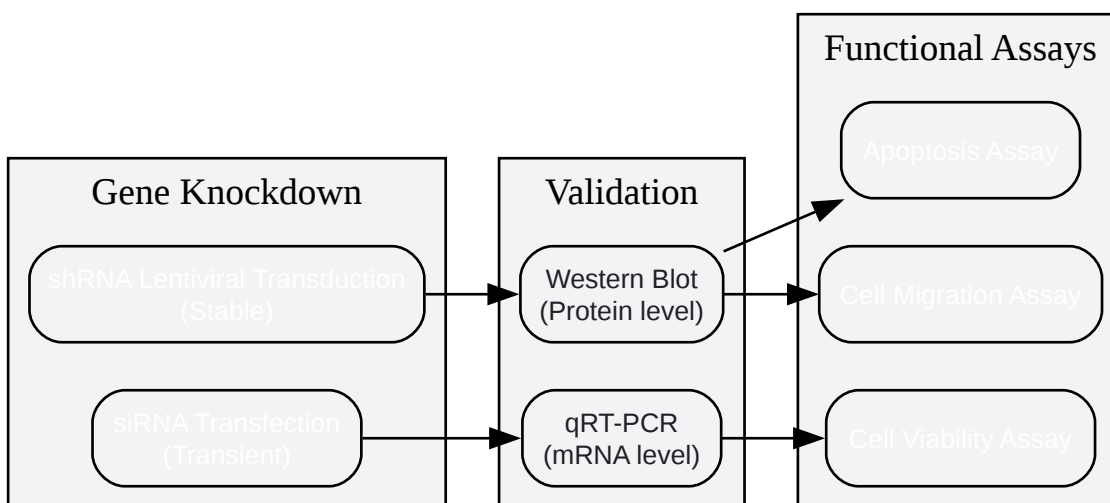 Functional Assays
Apoptosis Assay
Gene Knockdown
Validation
shRNA Lentiviral Transduction
(Stable)
Western Blot
(Protein level)
Cell Migration Assay
siRNA Transfection
(Transient)
qRT-PCR
(mRNA level)
Cell Viability Assay